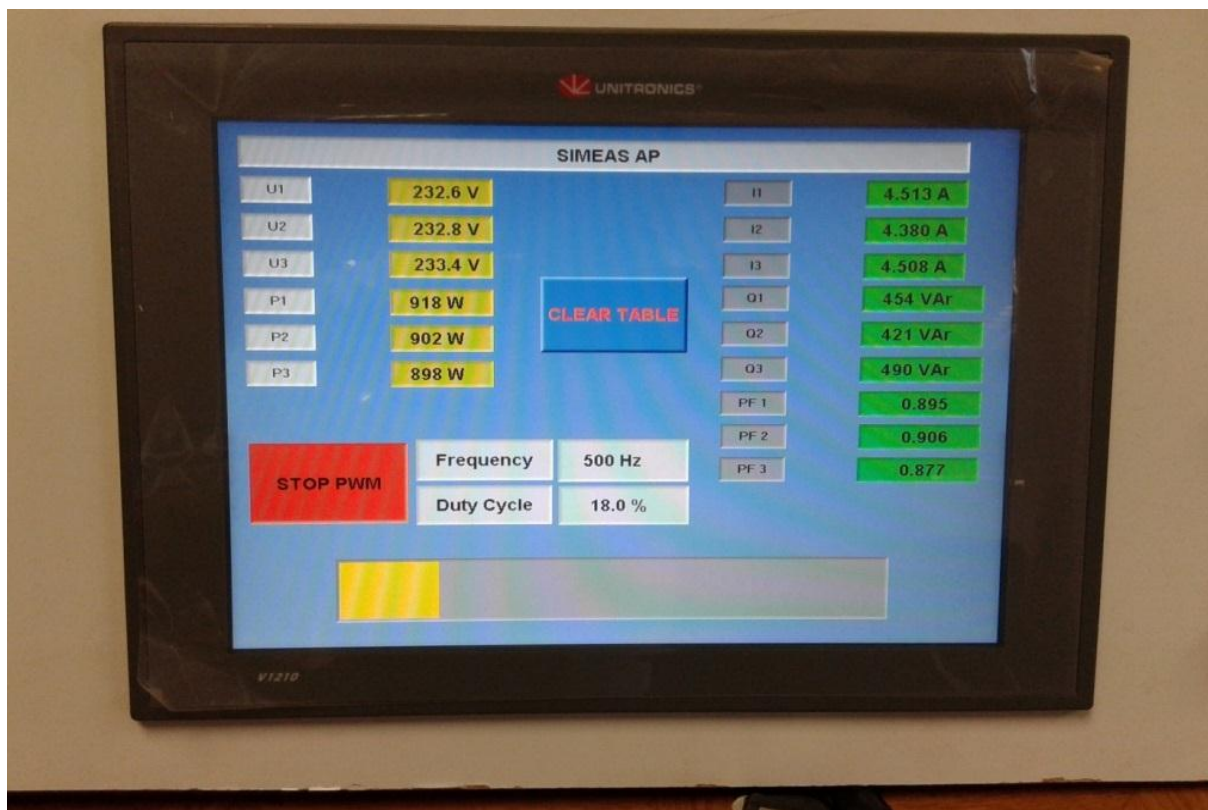 UNITRONICS®
SIMEAS AP
U1 232.6 V I1 4.513 A
U2 232.8 V I2 4.380 A
U3 233.4 V I3 4.508 A
P1 918 W Q1 454 VAr
CLEAR TABLE
P2 902 W Q2 421 VAr
P3 898 W Q3 490 VAr
PF 1 0.895
PF 2 0.906
STOP PWM
Frequency 500 Hz
PF 3 0.877
Duty Cycle 18.0 %
V1210